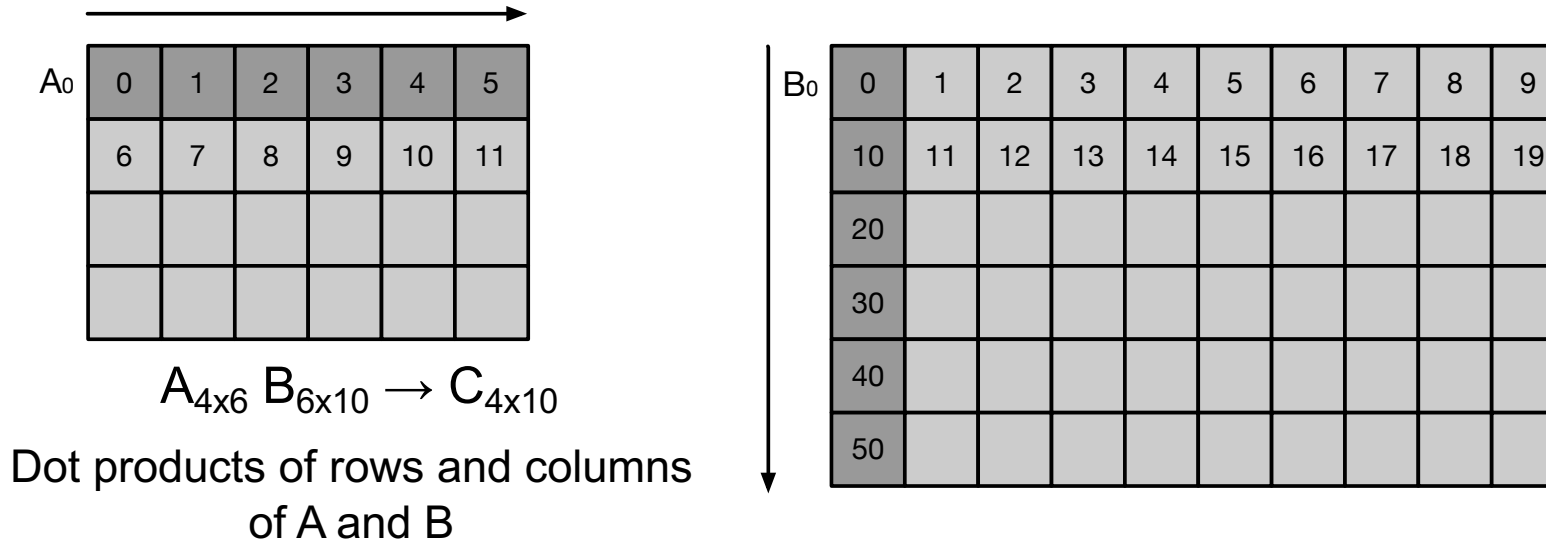 A0 0 1 2 3 4 5
6 7 8 9 10 11
A4x6 B6x10 → C4x10
Dot products of rows and columns
of A and B
B0 0 1 2 3 4 5 6 7 8 9
10 11 12 13 14 15 16 17 18 19
20
30
40
50